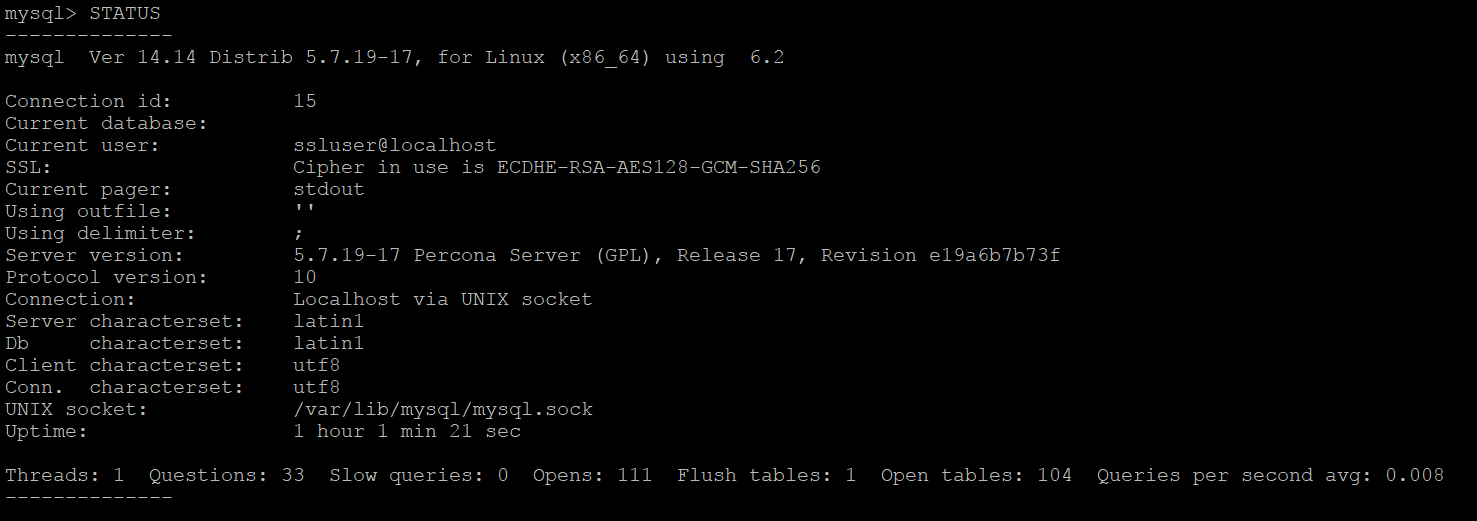 mysql> STATUS
--------------
mysql  Ver 14.14 Distrib 5.7.19-17, for Linux (x86_64) using  6.2

Connection id:          15
Current database:
Current user:           ssluser@localhost
SSL:                    Cipher in use is ECDHE-RSA-AES128-GCM-SHA256
Current pager:          stdout
Using outfile:          ''
Using delimiter:        ;
Server version:         5.7.19-17 Percona Server (GPL), Release 17, Revision e19a6b7b73f
Protocol version:       10
Connection:             Localhost via UNIX socket
Server characterset:    latin1
Db     characterset:    latin1
Client characterset:    utf8
Conn.  characterset:    utf8
UNIX socket:            /var/lib/mysql/mysql.sock
Uptime:                 1 hour 1 min 21 sec

Threads: 1  Questions: 33  Slow queries: 0  Opens: 111  Flush tables: 1  Open tables: 104  Queries per second avg: 0.008
--------------